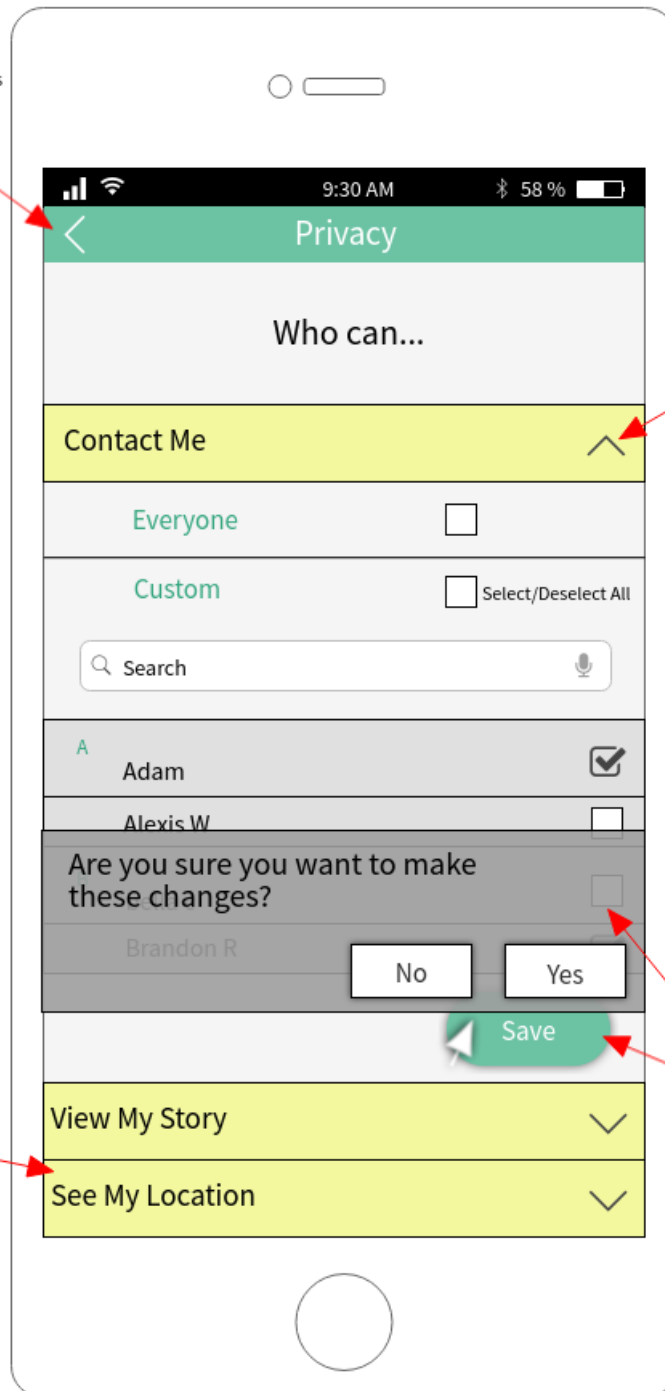 9:30 AM 58 %
Privacy
Who can...
Contact Me
Everyone
Custom Select/Deselect All
Search
A
Adam
Alexis W
Are you sure you want to make
these changes?
Brandon R
No Yes
Save
View My Story
See My Location